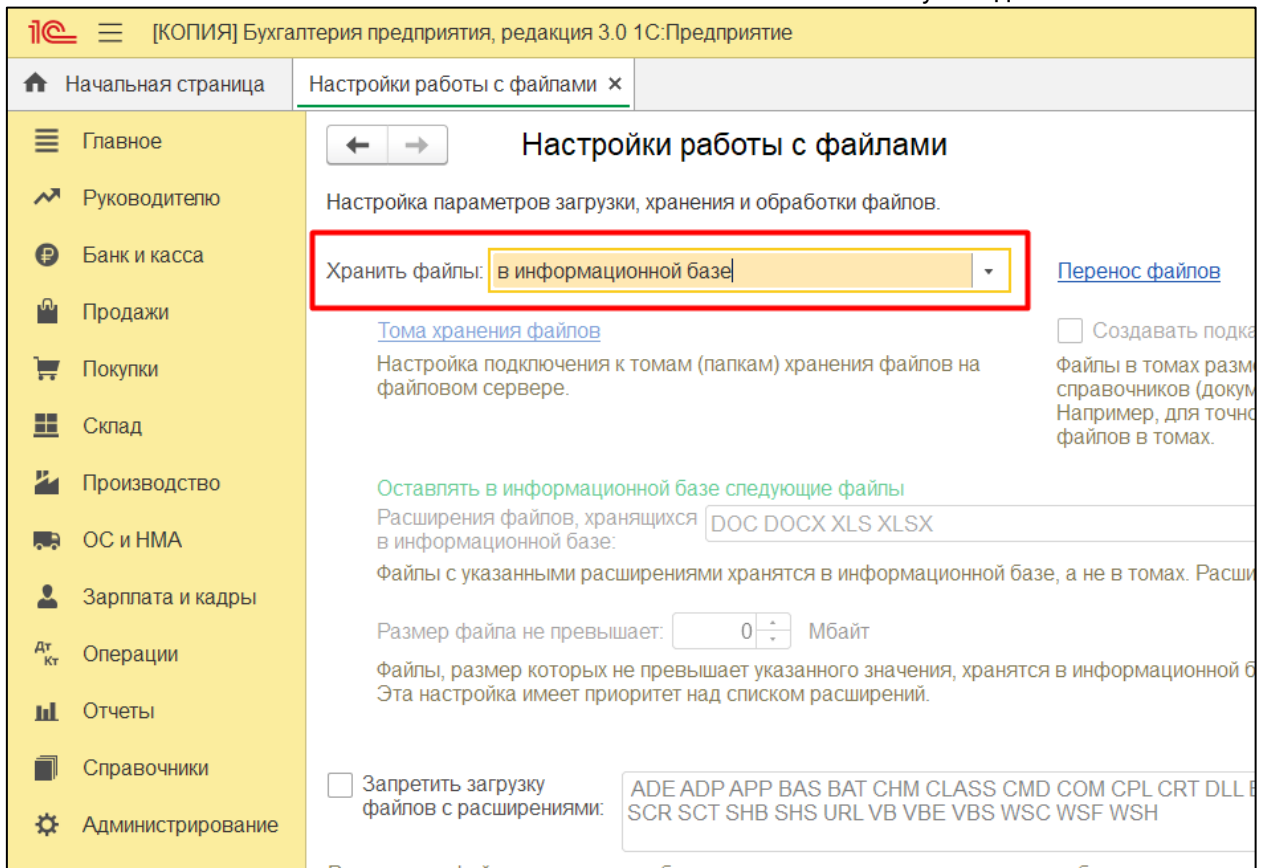 1С [КОПИЯ] Бухгалтерия предприятия, редакция 3.0 1С:Предприятие
Начальная страница
Настройки работы с файлами ×
Главное
Руководителю
Банк и касса
Продажи
Покупки
Склад
Производство
ОС и НМА
Зарплата и кадры
Дт Кт Операции
Отчеты
Справочники
Администрирование
Настройки работы с файлами
Настройка параметров загрузки, хранения и обработки файлов.
Хранить файлы: в информационной базе
Перенос файлов
Тома хранения файлов
Настройка подключения к томам (папкам) хранения файлов на
файловом сервере.
Создавать подка
Файлы в томах разм
справочников (докум
Например, для точно
файлов в томах.
Оставлять в информационной базе следующие файлы
Расширения файлов, хранящихся
в информационной базе:
DOC DOCX XLS XLSX
Файлы с указанными расширениями хранятся в информационной базе, а не в томах. Расши
Размер файла не превышает: 0 Мбайт
Файлы, размер которых не превышает указанного значения, хранятся в информационной б
Эта настройка имеет приоритет над списком расширений.
Запретить загрузку
файлов с расширениями:
ADE ADP APP BAS BAT CHM CLASS CMD COM CPL CRT DLL
SCR SCT SHB SHS URL VB VBE VBS WSC WSF WSH